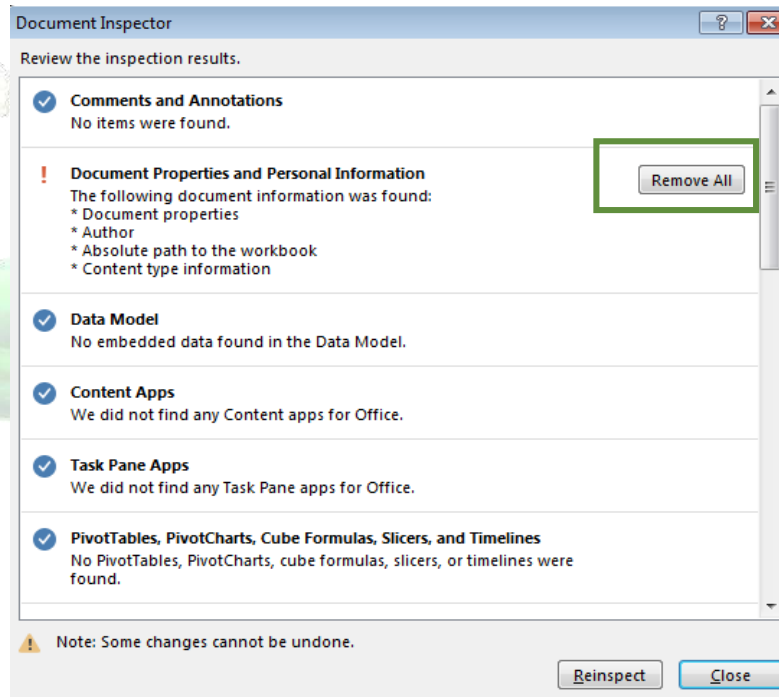 Document Inspector
Review the inspection results.
Comments and Annotations
No items were found.
! Document Properties and Personal Information
Remove All
The following document information was found:
* Document properties
* Author
* Absolute path to the workbook
* Content type information
Data Model
No embedded data found in the Data Model.
Content Apps
We did not find any Content apps for Office.
Task Pane Apps
We did not find any Task Pane apps for Office.
PivotTables, PivotCharts, Cube Formulas, Slicers, and Timelines
No PivotTables, PivotCharts, cube formulas, slicers, or timelines were
found.
Note: Some changes cannot be undone.
Reinspect
Close